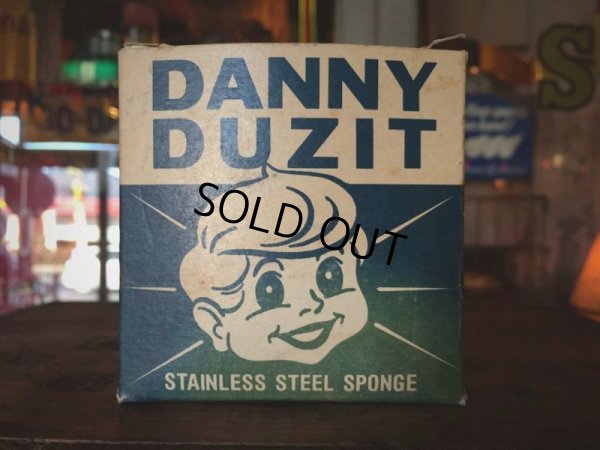 DANNY
DUZIT
SOLD OUT
STAINLESS STEEL SPONGE